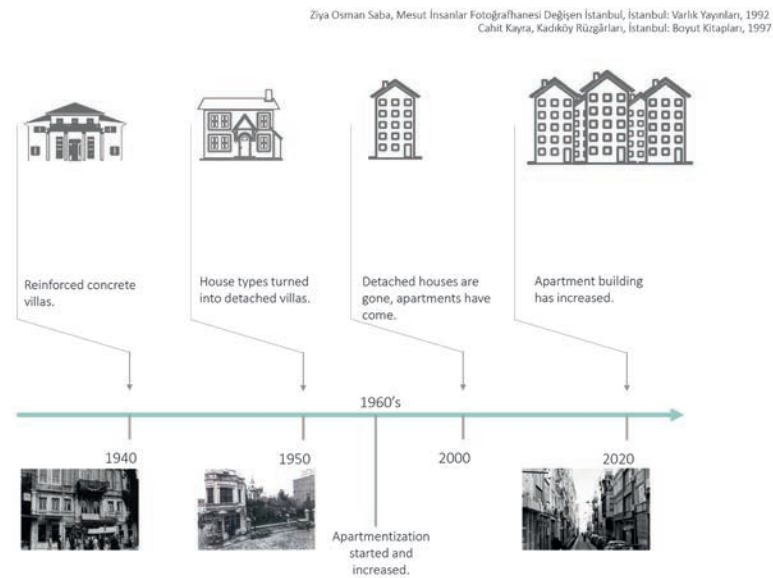 Ziya Osman Saba, Mesut İnsanlar Fotoğrafhanesi Değişen İstanbul, İstanbul: Varlık Yayınları, 1992
Cahit Kayra, Kadıköy Rüzgârları, İstanbul: Boyut Kitapları, 1997
Reinforced concrete
villas.
House types turned
into detached villas.
Detached houses are
gone, apartments have
come.
Apartment building
has increased.
1960's
1940
1950
2000
2020
Apartmentization
started and
increased.